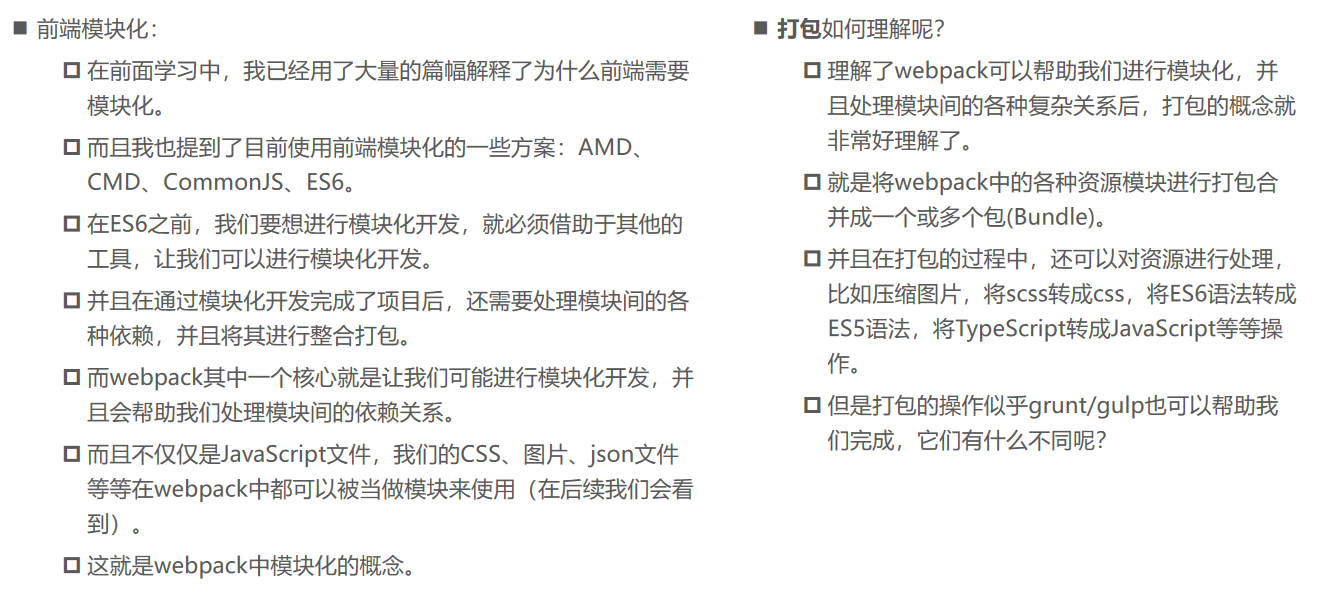 前端模块化：
在前面学习中，我已经用了大量的篇幅解释了为什么前端需要
模块化。
而且我也提到了目前使用前端模块化的一些方案：AMD、
CMD、CommonJS、ES6。
在ES6之前，我们要想进行模块化开发，就必须借助于其他的
工具，让我们可以进行模块化开发。
并且在通过模块化开发完成了项目后，还需要处理模块间的各
种依赖，并且将其进行整合打包。
而webpack其中一个核心就是让我们可能进行模块化开发，并
且会帮助我们处理模块间的依赖关系。
而且不仅仅是JavaScript文件，我们的CSS、图片、json文件
等等在webpack中都可以被当做模块来使用（在后续我们会看
到）。
这就是webpack中模块化的概念。
打包如何理解呢？
理解了webpack可以帮助我们进行模块化，并
且处理模块间的各种复杂关系后，打包的概念就
非常好理解了。
就是将webpack中的各种资源模块进行打包合
并成一个或多个包(Bundle)。
并且在打包的过程中，还可以对资源进行处理，
比如压缩图片，将scss转成css，将ES6语法转成
ES5语法，将TypeScript转成JavaScript等等操
作。
但是打包的操作似乎grunt/gulp也可以帮助我
们完成，它们有什么不同呢？